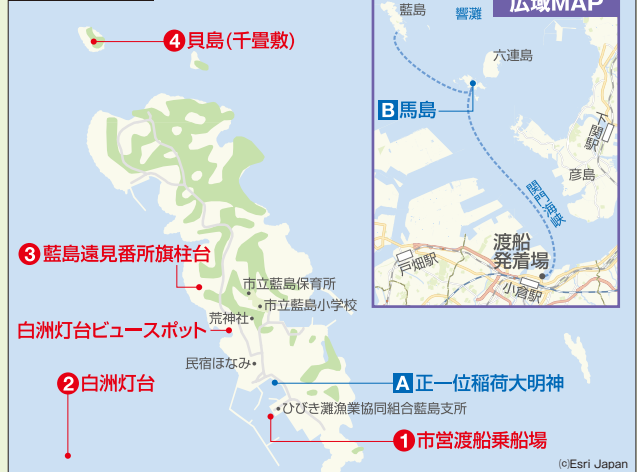 広域MAP
藍島
響灘
六連島
B 馬島
下関駅
彦島
関門海峡
渡船
発着場
戸畑駅
小倉駅
4 貝島(千畳敷)
3 藍島遠見番所旗柱台
市立藍島保育所
市立藍島小学校
荒神社
白洲灯台ビュースポット
民宿ほなみ
2 白洲灯台
A 正一位稲荷大明神
ひびき灘漁業協同組合藍島支所
1 市営渡船乗船場
(c)Esri Japan